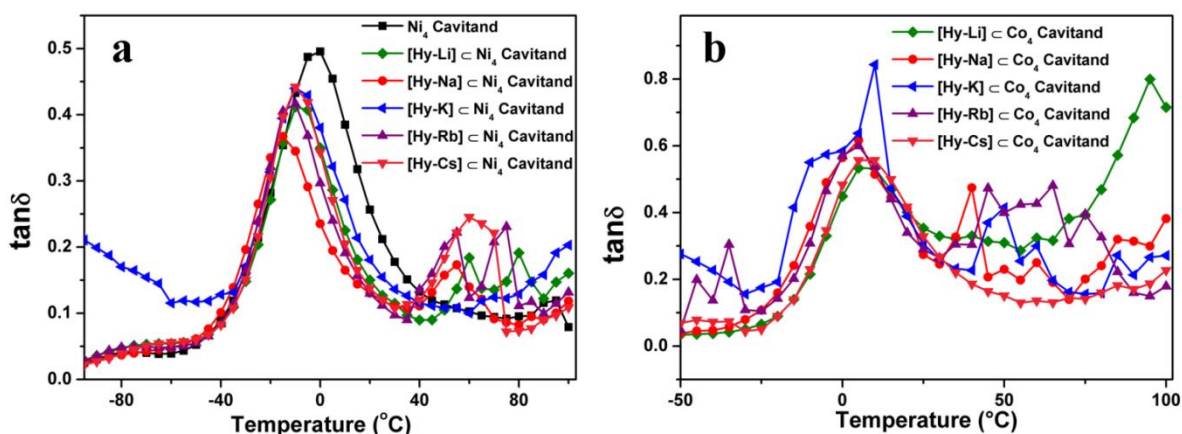 a
Ni₄ Cavitand
[Hy-Li] ⊂ Ni₄ Cavitand
[Hy-Na] ⊂ Ni₄ Cavitand
[Hy-K] ⊂ Ni₄ Cavitand
[Hy-Rb] ⊂ Ni₄ Cavitand
[Hy-Cs] ⊂ Ni₄ Cavitand
tanδ
0.5
0.4
0.3
0.2
0.1
0.0
-80 -40 0 40 80
Temperature (°C)
b
[Hy-Li] ⊂ Co₄ Cavitand
[Hy-Na] ⊂ Co₄ Cavitand
[Hy-K] ⊂ Co₄ Cavitand
[Hy-Rb] ⊂ Co₄ Cavitand
[Hy-Cs] ⊂ Co₄ Cavitand
tanδ
0.8
0.6
0.4
0.2
0.0
-50 0 50 100
Temperature (°C)